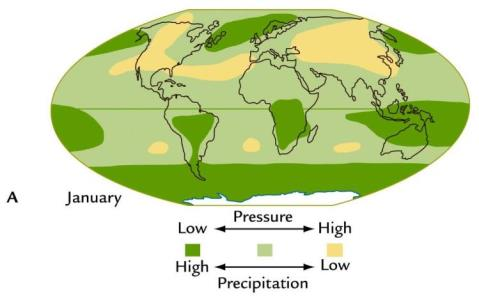 A January
Pressure
Low High
High Low
Precipitation